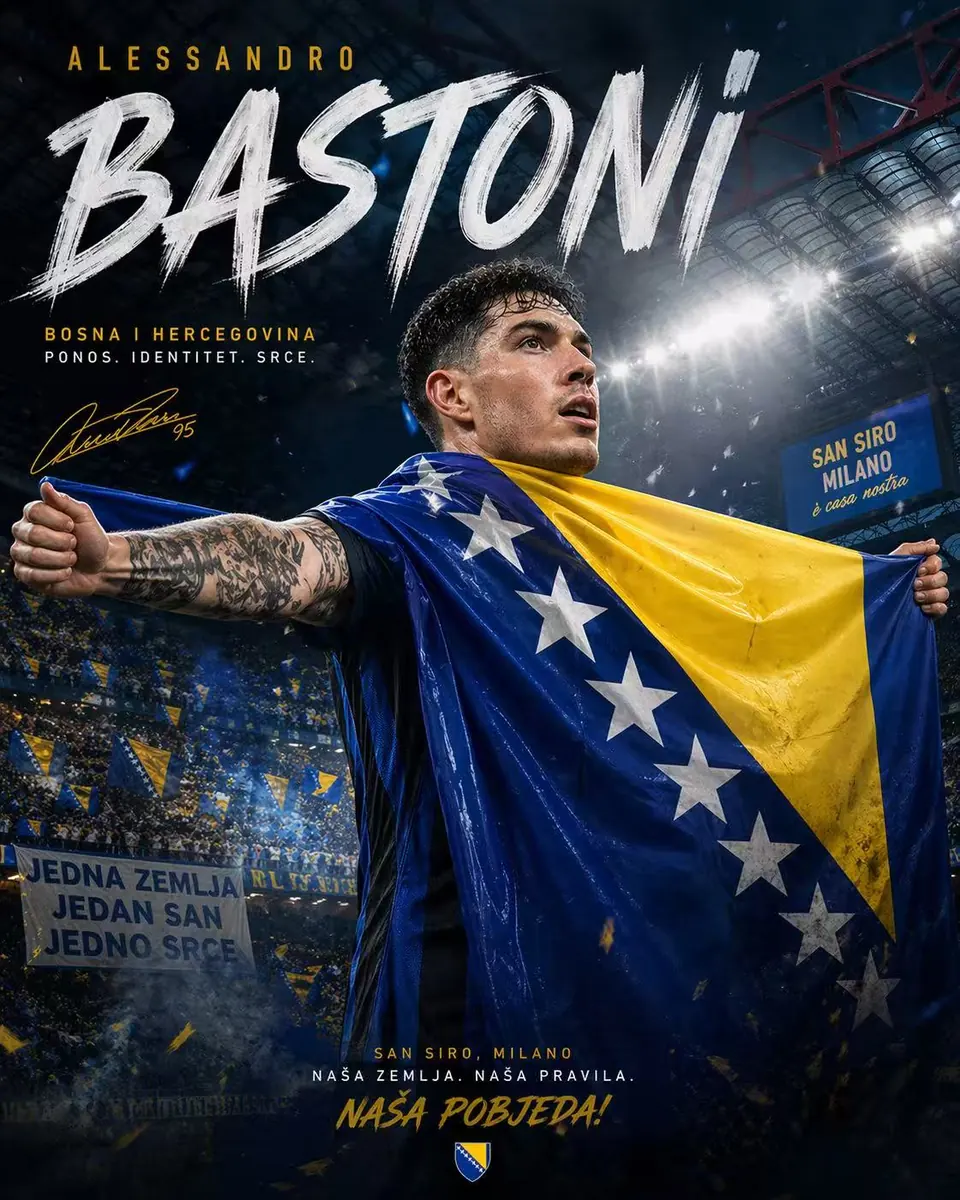 ALESSANDRO
BASTONi
BOSNA I HERCEGOVINA
PONOS. IDENTITET. SRCE.
95
SAN SIRO
MILANO
è casa nostra
JEDNA ZEMLJA
JEDAN SAN
JEDNO SRCE
SAN SIRO, MILANO
NAŠA ZEMLJA. NAŠA PRAVILA.
NAŠA POBJEDA!